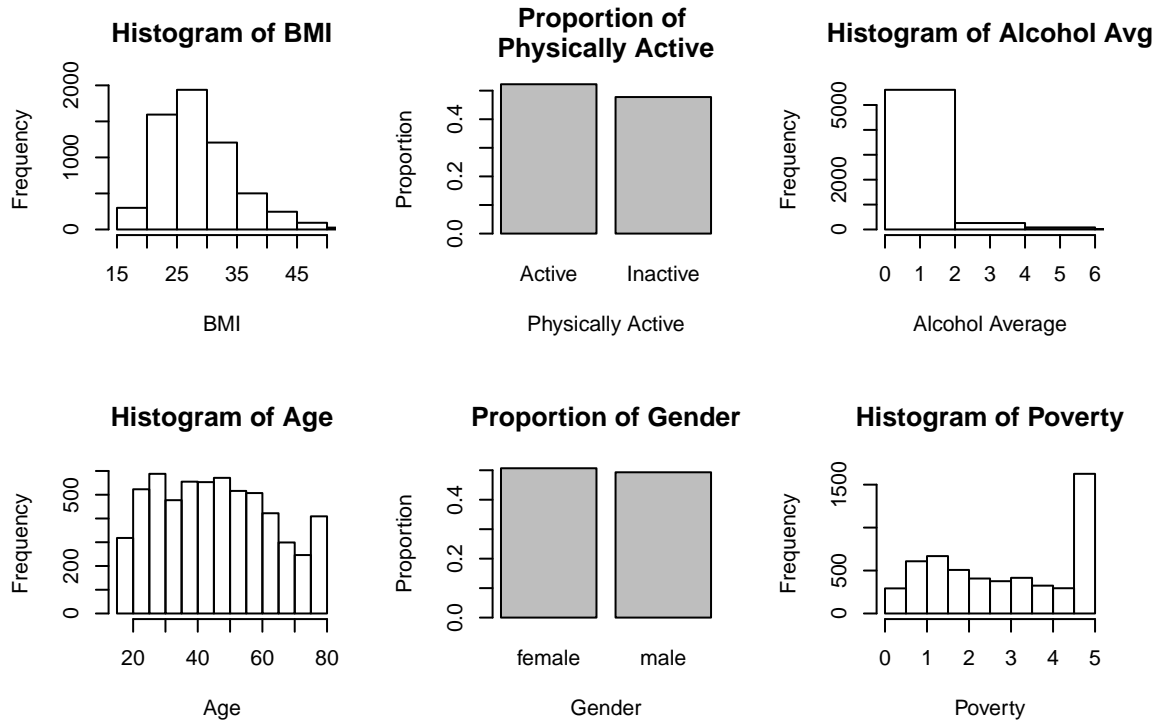 Histogram of BMI
Frequency
0
1000
2000
15
25
35
45
BMI
Proportion of
Physically Active
Proportion
0.0
0.2
0.4
Active
Inactive
Physically Active
Histogram of Alcohol Avg
Frequency
0
2000
5000
0
1
2
3
4
5
6
Alcohol Average
Histogram of Age
Frequency
0
200
500
20
40
60
80
Age
Proportion of Gender
Proportion
0.0
0.2
0.4
female
male
Gender
Histogram of Poverty
Frequency
0
500
1500
0
1
2
3
4
5
Poverty